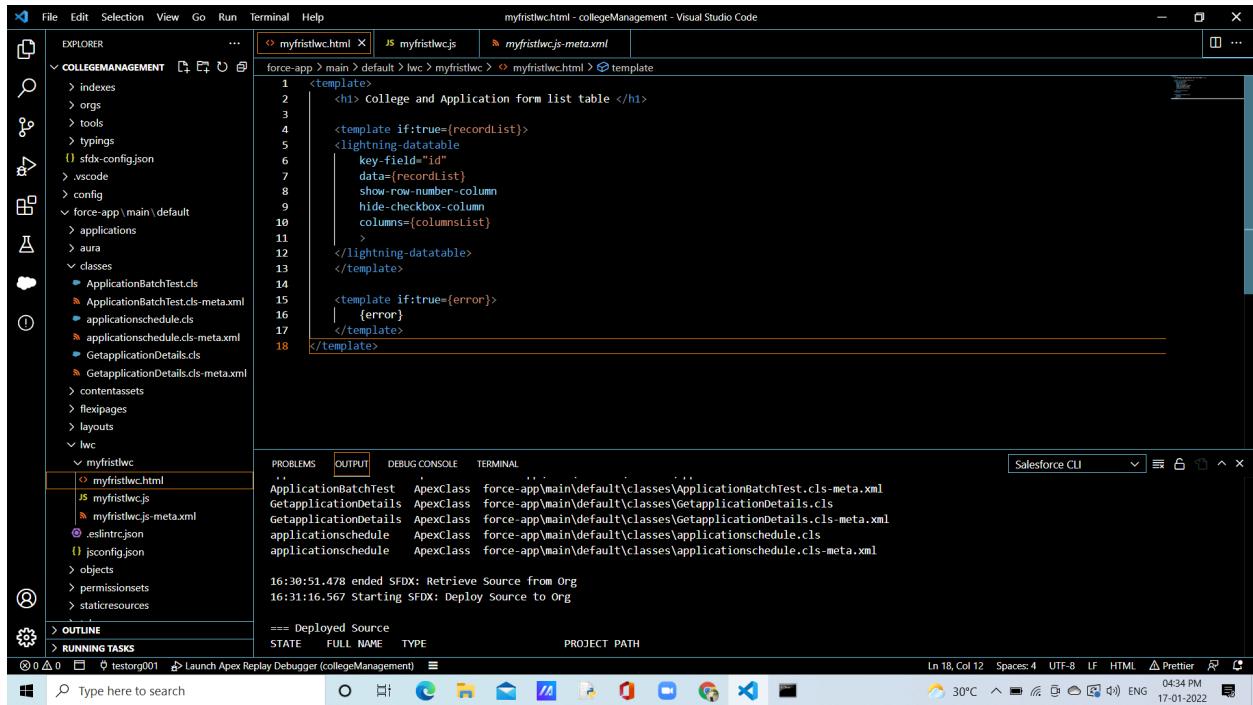 File Edit Selection View Go Run Terminal Help myfristlwc.html - collegeManagement - Visual Studio Code
EXPLORER
COLLEGEMANAGEMENT
indexes
orgs
tools
typings
{} sfdx-config.json
.vscode
config
force-app\main\default
applications
aura
classes
ApplicationBatchTest.cls
ApplicationBatchTest.cls-meta.xml
applicationschedule.cls
applicationschedule.cls-meta.xml
GetapplicationDetails.cls
GetapplicationDetails.cls-meta.xml
contentassets
flexipages
layouts
lwc
myfristlwc
myfristlwc.html
JS myfristlwc.js
myfristlwc.js-meta.xml
.eslintrc.json
{} jsconfig.json
objects
permissionsets
staticresources
OUTLINE
RUNNING TASKS
myfristlwc.html JS myfristlwc.js myfristlwc.js-meta.xml
force-app > main > default > lwc > myfristlwc > myfristlwc.html > template
1 <template>
2 <h1> College and Application form list table </h1>
3
4 <template if:true={recordList}>
5 <lightning-datatable
6 key-field="id"
7 data={recordList}
8 show-row-number-column
9 hide-checkbox-column
10 columns={columnsList}
11 >
12 </lightning-datatable>
13 </template>
14
15 <template if:true={error}>
16 {error}
17 </template>
18 </template>
PROBLEMS OUTPUT DEBUG CONSOLE TERMINAL Salesforce CLI
ApplicationBatchTest ApexClass force-app\main\default\classes\ApplicationBatchTest.cls-meta.xml
GetapplicationDetails ApexClass force-app\main\default\classes\GetapplicationDetails.cls
GetapplicationDetails ApexClass force-app\main\default\classes\GetapplicationDetails.cls-meta.xml
applicationschedule ApexClass force-app\main\default\classes\applicationschedule.cls
applicationschedule ApexClass force-app\main\default\classes\applicationschedule.cls-meta.xml
16:30:51.478 ended SFDX: Retrieve Source from Org
16:31:16.567 Starting SFDX: Deploy Source to Org
=== Deployed Source
STATE FULL NAME TYPE PROJECT PATH
0 0 testorg001 Launch Apex Replay Debugger (collegeManagement) Ln 18, Col 12 Spaces: 4 UTF-8 LF HTML Prettier
Type here to search 30°C ENG 04:34 PM
17-01-2022